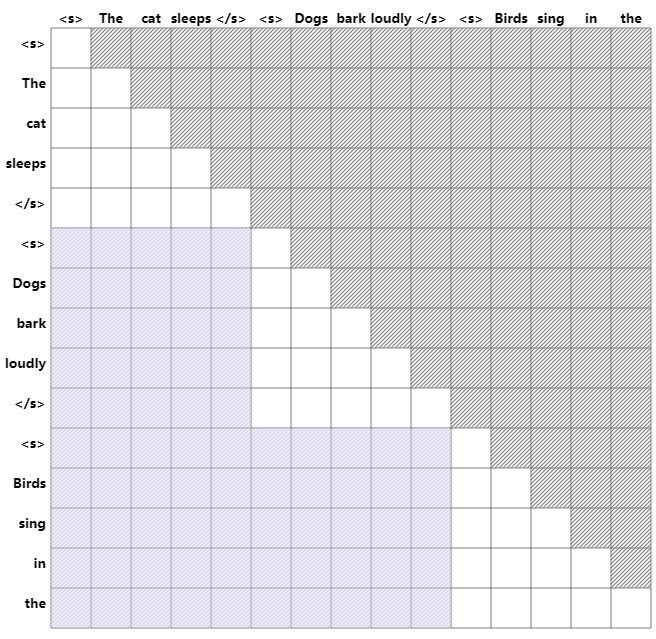 <s> The cat sleeps </s> <s> Dogs bark loudly </s> <s> Birds sing in the
<s>
The
cat
sleeps
</s>
<s>
Dogs
bark
loudly
</s>
<s>
Birds
sing
in
the